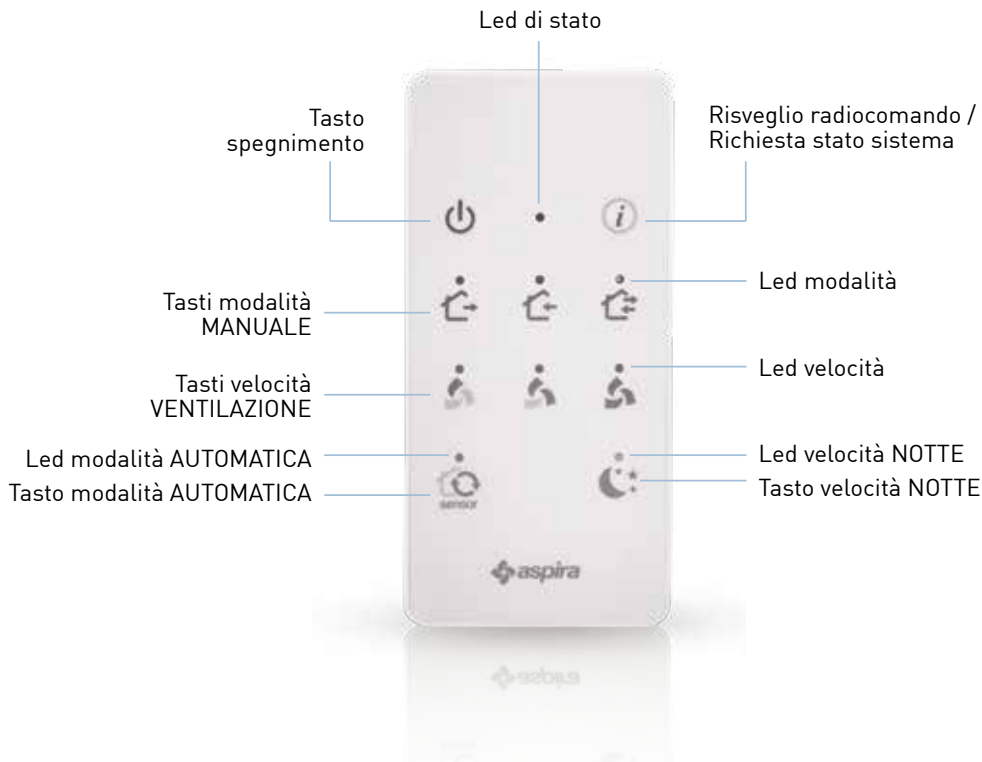 Led di stato
Tasto
spegnimento
Risveglio radiocomando /
Richiesta stato sistema
i
Tasti modalità
MANUALE
Led modalità
Tasti velocità
VENTILAZIONE
Led velocità
Led modalità AUTOMATICA
Tasto modalità AUTOMATICA
sensor
Led velocità NOTTE
Tasto velocità NOTTE
aspira